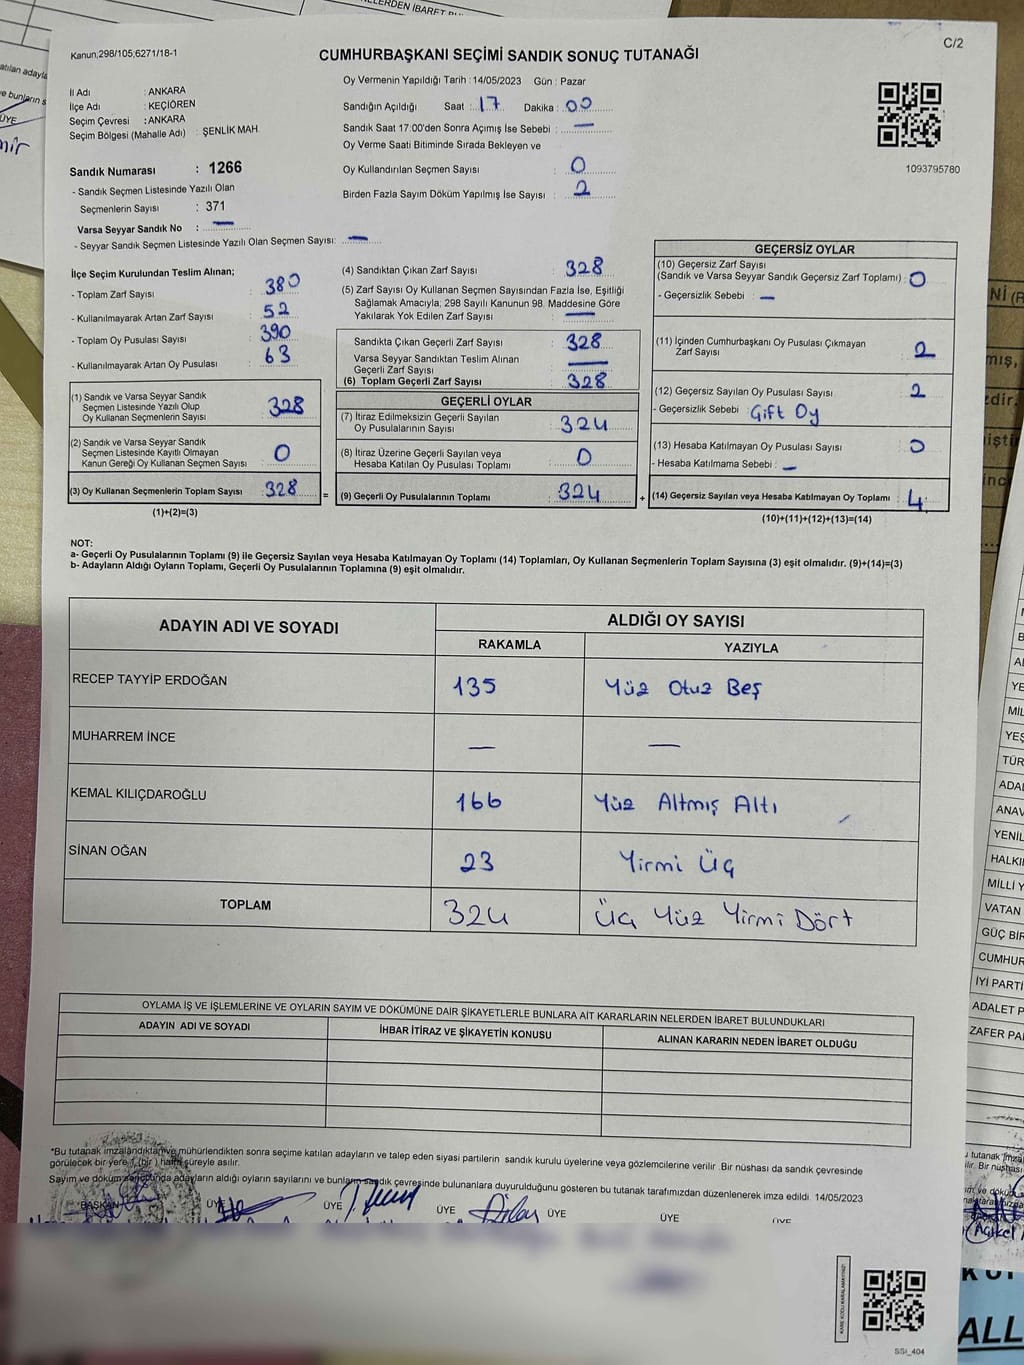 LERDEN İBARET BU
C/2
Kanun,298/105,6271/18-1
CUMHURBAŞKANI SEÇİMİ SANDIK SONUÇ TUTANAĞI
Oy Vermenin Yapıldığı Tarih : 14/05/2023 Gün : Pazar
İl Adı : ANKARA
İlçe Adı : KEÇİÖREN
Seçim Çevresi : ANKARA
Seçim Bölgesi (Mahalle Adı) : ŞENLİK MAH.
Sandığın Açıldığı Saat : 17 Dakika : 00
Sandık Saat 17:00'den Sonra Açımış İse Sebebi : —
Oy Verme Saati Bitiminde Sırada Bekleyen ve
Oy Kullandırılan Seçmen Sayısı : 0
Birden Fazla Sayım Döküm Yapılmış İse Sayısı : 2
1093795780
Sandık Numarası : 1266
- Sandık Seçmen Listesinde Yazılı Olan
Seçmenlerin Sayısı : 371
Varsa Seyyar Sandık No : —
- Seyyar Sandık Seçmen Listesinde Yazılı Olan Seçmen Sayısı: —
İlçe Seçim Kurulundan Teslim Alınan;
- Toplam Zarf Sayısı : 380
- Kullanılmayarak Artan Zarf Sayısı : 52
- Toplam Oy Pusulası Sayısı : 390
- Kullanılmayarak Artan Oy Pusulası : 63
(1) Sandık ve Varsa Seyyar Sandık
Seçmen Listesinde Yazılı Olup
Oy Kullanan Seçmenlerin Sayısı : 328
(2) Sandık ve Varsa Seyyar Sandık
Seçmen Listesinde Kayıtlı Olmayan
Kanun Gereği Oy Kullanan Seçmen Sayısı : 0
(3) Oy Kullanan Seçmenlerin Toplam Sayısı : 328 =
(1)+(2)=(3)
(4) Sandıktan Çıkan Zarf Sayısı : 328
(5) Zarf Sayısı Oy Kullanan Seçmen Sayısından Fazla İse, Eşitliği
Sağlamak Amacıyla, 298 Sayılı Kanunun 98. Maddesine Göre
Yakılarak Yok Edilen Zarf Sayısı : —
Sandıkta Çıkan Geçerli Zarf Sayısı : 328
Varsa Seyyar Sandıktan Teslim Alınan
Geçerli Zarf Sayısı : —
(6) Toplam Geçerli Zarf Sayısı : 328
GEÇERLİ OYLAR
(7) İtiraz Edilmeksizin Geçerli Sayılan
Oy Pusulalarının Sayısı : 324
(8) İtiraz Üzerine Geçerli Sayılan veya
Hesaba Katılan Oy Pusulası Toplamı : 0
(9) Geçerli Oy Pusulalarının Toplamı : 324 +
GEÇERSİZ OYLAR
(10) Geçersiz Zarf Sayısı
(Sandık ve Varsa Seyyar Sandık Geçersiz Zarf Toplamı) : 0
- Geçersizlik Sebebi : —
(11) İçinden Cumhurbaşkanı Oy Pusulası Çıkmayan
Zarf Sayısı : 2
(12) Geçersiz Sayılan Oy Pusulası Sayısı : 2
- Geçersizlik Sebebi : Gift Oy
(13) Hesaba Katılmayan Oy Pusulası Sayısı : 0
- Hesaba Katılmama Sebebi : —
(14) Geçersiz Sayılan veya Hesaba Katılmayan Oy Toplamı : 4
(10)+(11)+(12)+(13)=(14)
NOT:
a- Geçerli Oy Pusulalarının Toplamı (9) ile Geçersiz Sayılan veya Hesaba Katılmayan Oy Toplamı (14) Toplamları, Oy Kullanan Seçmenlerin Toplam Sayısına (3) eşit olmalıdır. (9)+(14)=(3)
b- Adayların Aldığı Oyların Toplamı, Geçerli Oy Pusulalarının Toplamına (9) eşit olmalıdır.
ADAYIN ADI VE SOYADI
ALDIĞI OY SAYISI
RAKAMLA YAZIYLA
RECEP TAYYİP ERDOĞAN 135 Yüz Otuz Beş
MUHARREM İNCE — —
KEMAL KILIÇDAROĞLU 166 Yüz Altmış Altı
SİNAN OĞAN 23 Yirmi Üç
TOPLAM 324 Üç Yüz Yirmi Dört
OYLAMA İŞ VE İŞLEMLERİNE VE OYLARIN SAYIM VE DÖKÜMÜNE DAİR ŞİKAYETLERLE BUNLARA AİT KARARLARIN NELERDEN İBARET BULUNDUKLARI
ADAYIN ADI VE SOYADI
İHBAR İTİRAZ VE ŞİKAYETİN KONUSU
ALINAN KARARIN NEDEN İBARET OLDUĞU
*Bu tutanak imzalandıktan ve mühürlendikten sonra seçime katılan adayların ve talep eden siyasi partilerin sandık kurulu üyelerine veya gözlemcilerine verilir .Bir nüshası da sandık çevresinde
görülecek bir yere 1 (bir ) hafta süreyle asılır.
Sayım ve döküm sonucunda adayların aldığı oyların sayılarını ve bunların sandık çevresinde bulunanlara duyurulduğunu gösteren bu tutanak tarafımızdan düzenlenerek imza edildi 14/05/2023
BAŞKAN ÜYE ÜYE ÜYE ÜYE ÜYE ÜYE
SSİ_404
VATAN
CUMHUR
İYİ PARTİ
ADALET P
ZAFER PA